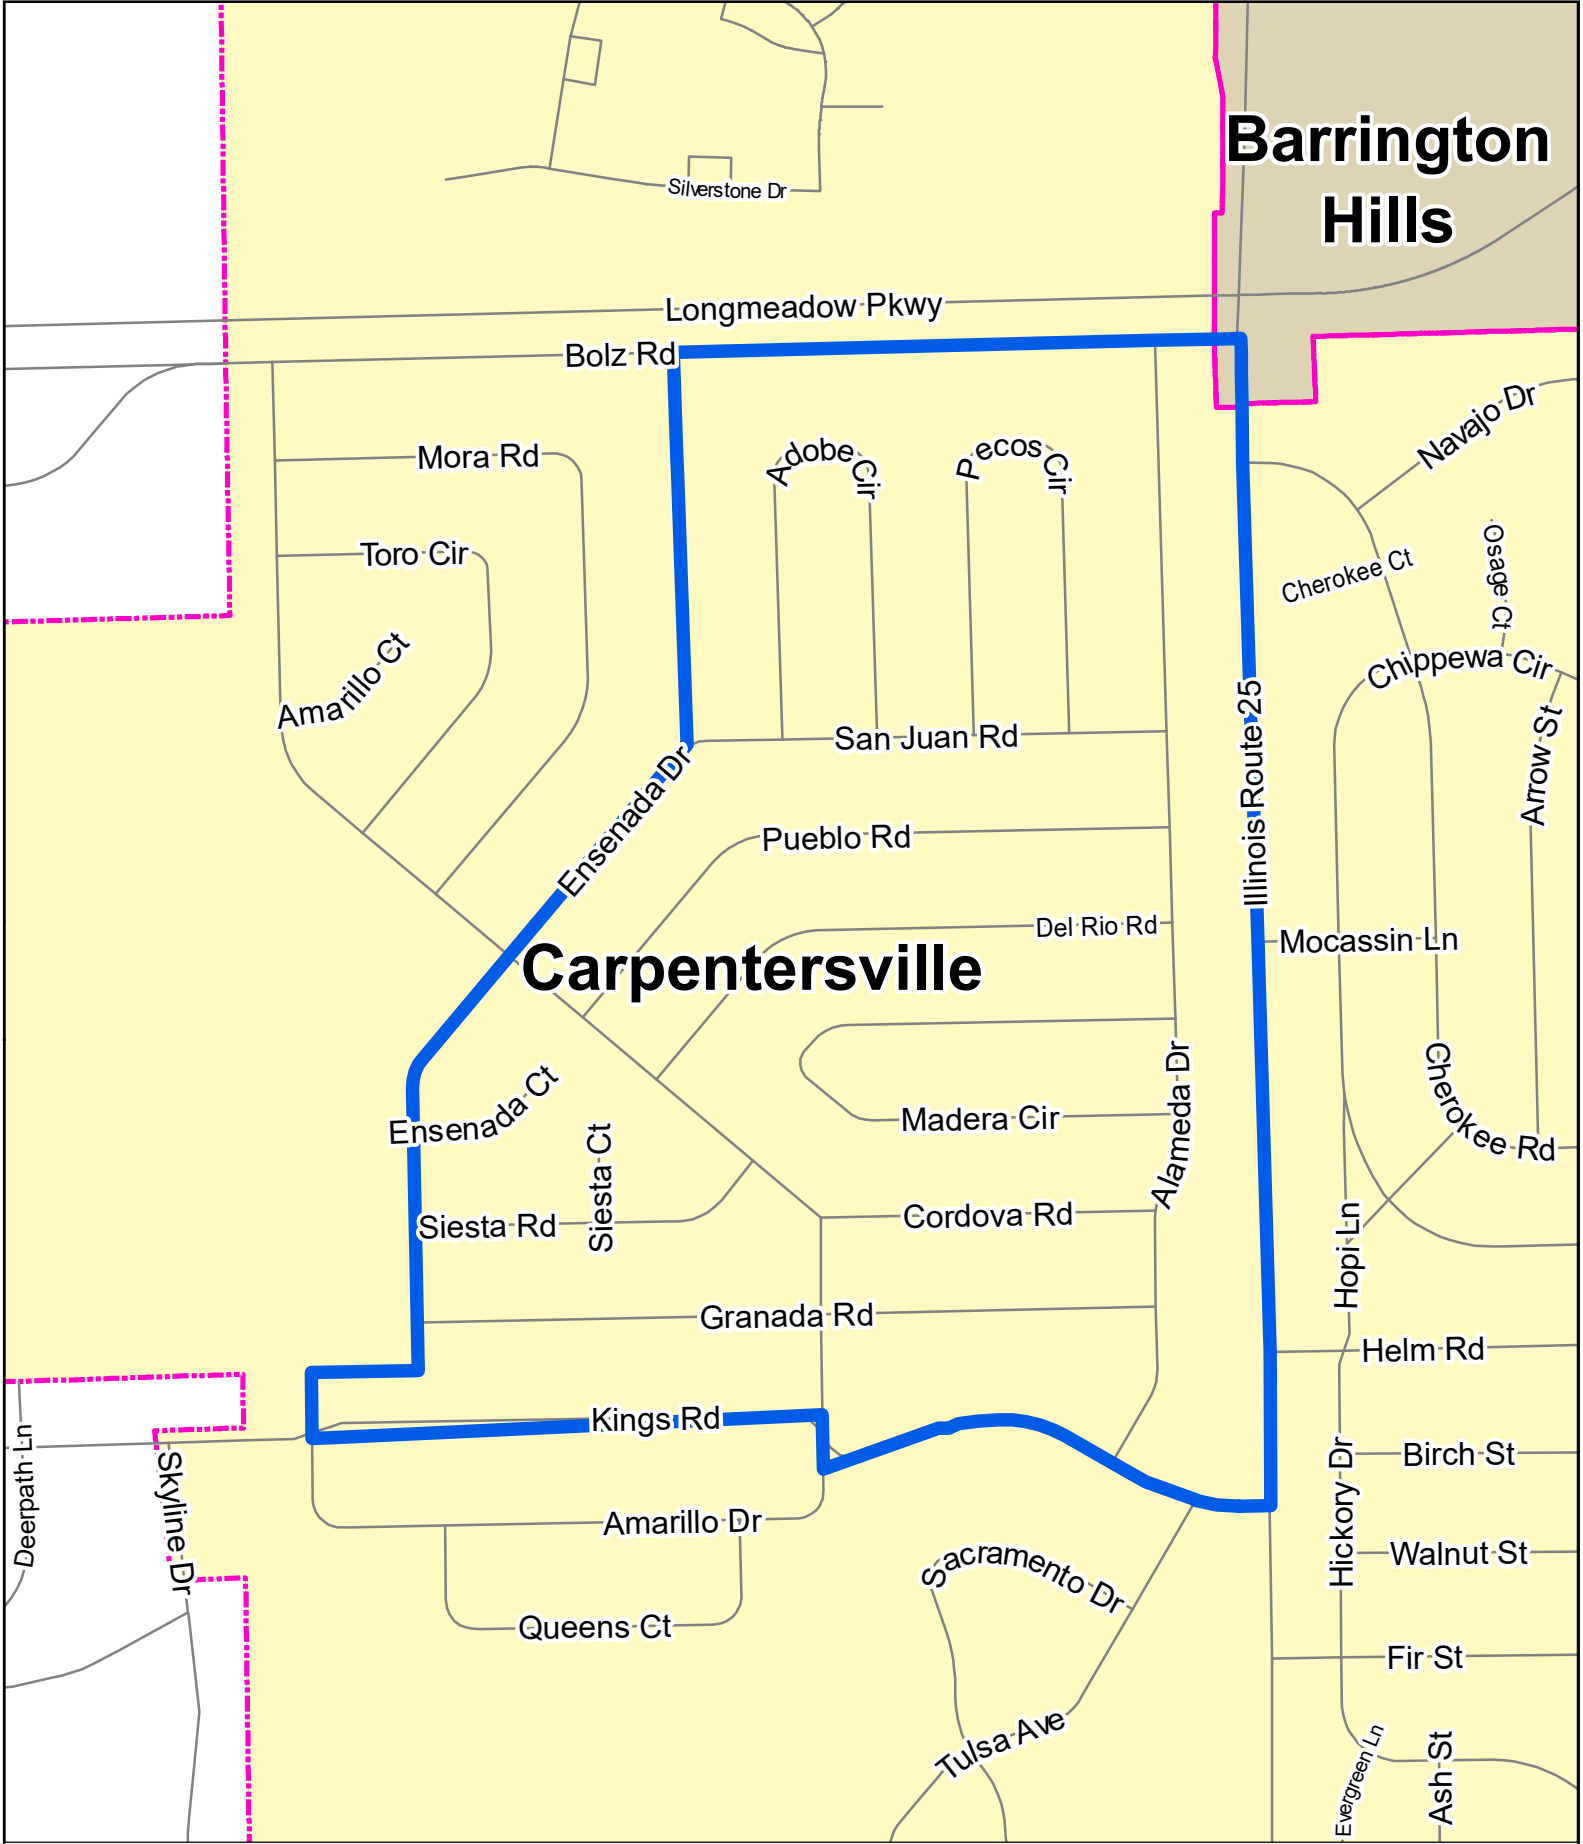 Barrington
Hills
Silverstone Dr
Longmeadow Pkwy
Bolz Rd
Navajo Dr
Mora Rd
Adobe Cir
Pecos Cir
Toro Cir
Cherokee Ct
Osage Ct
Amarillo Ct
Chippewa Cir
San Juan Rd
Illinois Route 25
Arrow St
Ensenada Dr
Pueblo Rd
Del Rio Rd
Mocassin Ln
Carpentersville
Ensenada Ct
Madera Cir
Alameda Dr
Cherokee Rd
Siesta Ct
Siesta Rd
Cordova Rd
Hopi Ln
Granada Rd
Helm Rd
Kings Rd
Deerpath Ln
Skyline Dr
Birch St
Hickory Dr
Amarillo Dr
Walnut St
Sacramento Dr
Queens Ct
Fir St
Tulsa Ave
Evergreen Ln
Ash St